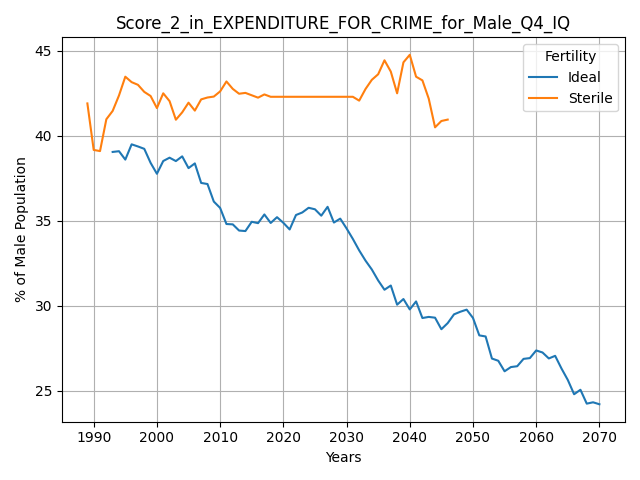 Score_2_in_EXPENDITURE_FOR_CRIME_for_Male_Q4_IQ
% of Male Population
45
40
35
30
25
Fertility
Ideal
Sterile
1990 2000 2010 2020 2030 2040 2050 2060 2070
Years